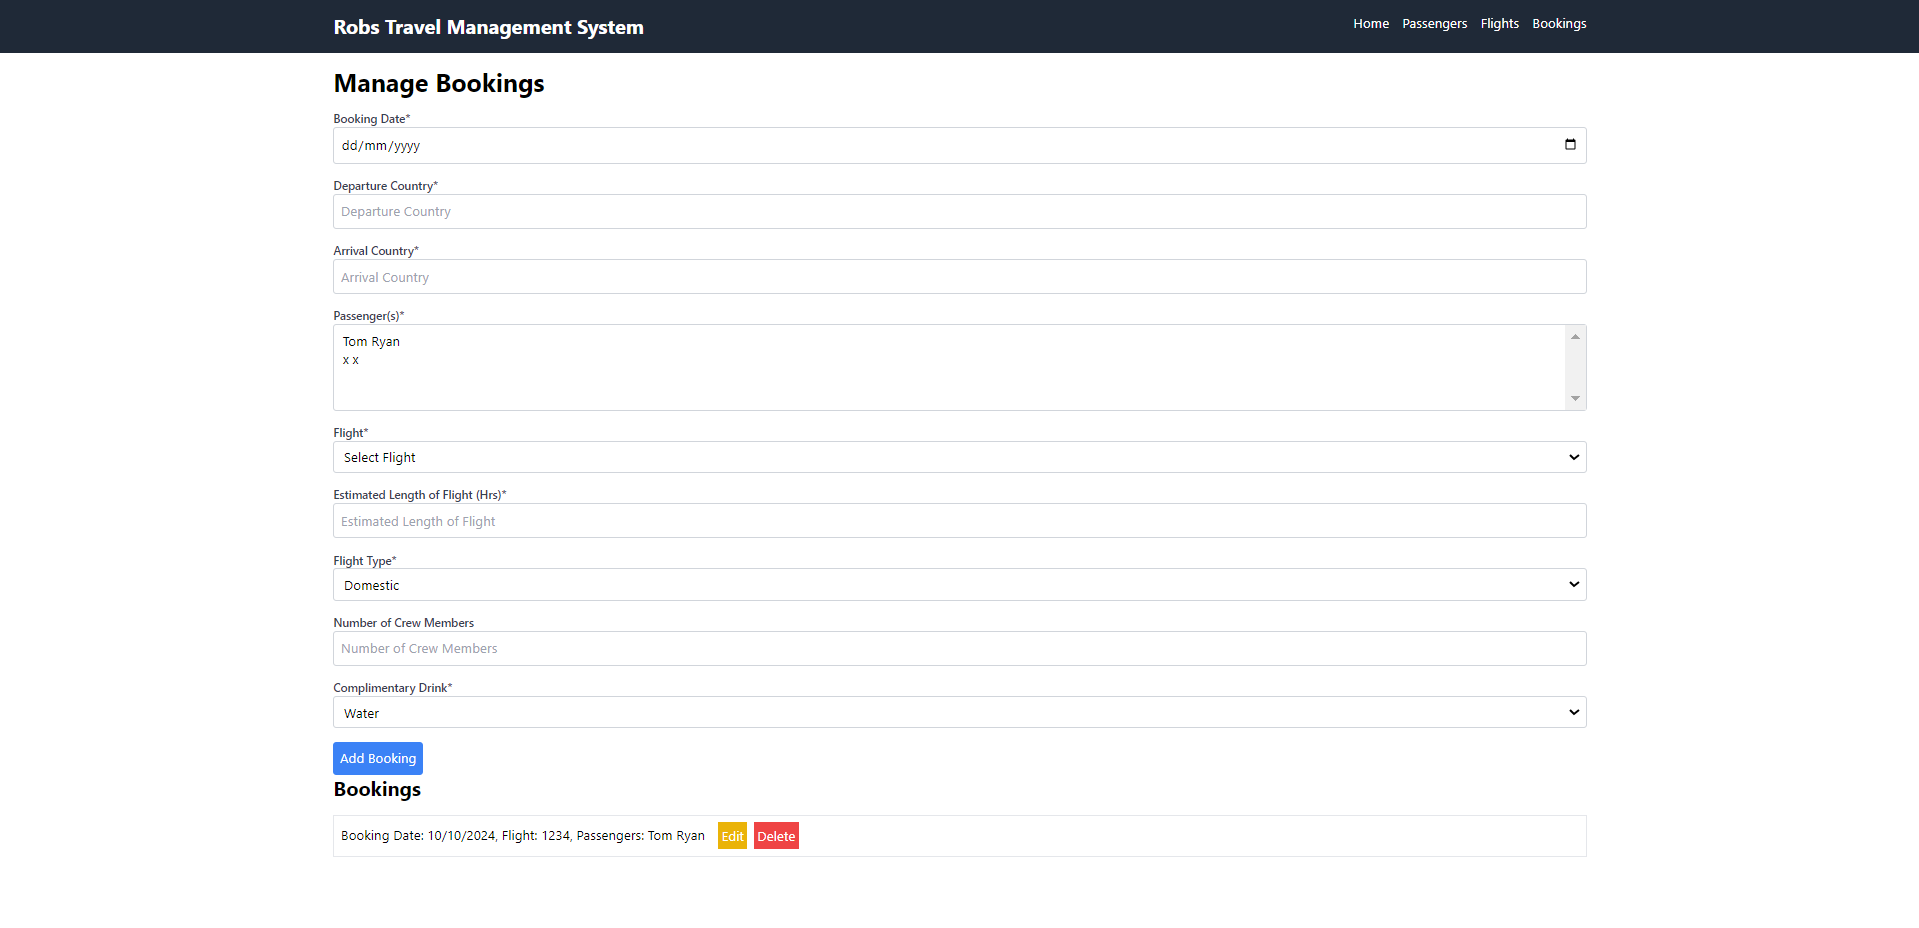 Robs Travel Management System
Home Passengers Flights Bookings
Manage Bookings
Booking Date*
dd/mm/yyyy
Departure Country*
Departure Country
Arrival Country*
Arrival Country
Passenger(s)*
Tom Ryan
x x
Flight*
Select Flight
Estimated Length of Flight (Hrs)*
Estimated Length of Flight
Flight Type*
Domestic
Number of Crew Members
Number of Crew Members
Complimentary Drink*
Water
Add Booking
Bookings
Booking Date: 10/10/2024, Flight: 1234, Passengers: Tom Ryan Edit Delete